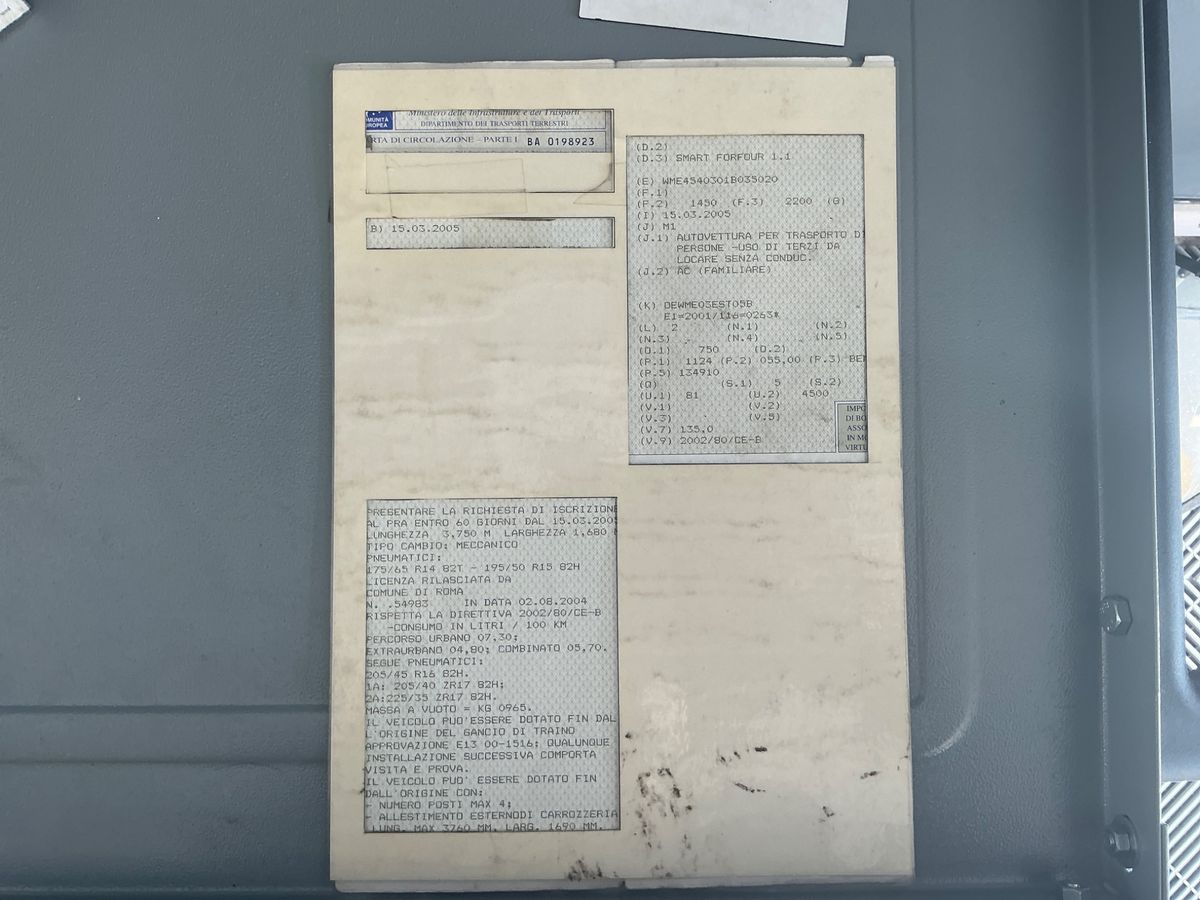 Ministero delle Infrastrutture e dei Trasporti
MUNITÀ
UROPEA
DIPARTIMENTO DEI TRASPORTI TERRESTRI
RTA DI CIRCOLAZIONE - PARTE I BA 0198923
B) 15.03.2005
PRESENTARE LA RICHIESTA DI ISCRIZIONE
AL PRA ENTRO 60 GIORNI DAL 15.03.2005
LUNGHEZZA 3,750 M LARGHEZZA 1,680
TIPO CAMBIO: MECCANICO
PNEUMATICI:
175/65 R14 82T - 195/50 R15 82H
LICENZA RILASCIATA DA
COMUNE DI ROMA
N. .54983 IN DATA 02.08.2004
RISPETTA LA DIRETTIVA 2002/80/CE-B
-CONSUMO IN LITRI / 100 KM
PERCORSO URBANO 07,30;
EXTRAURBANO 04,80; COMBINATO 05,70.
SEGUE PNEUMATICI:
205/45 R16 82H.
1A: 205/40 ZR17 82H;
2A:225/35 ZR17 82H.
MASSA A VUOTO = KG 0965.
IL VEICOLO PUO'ESSERE DOTATO FIN DAL
L'ORIGINE DEL GANCIO DI TRAINO
APPROVAZIONE E13 00-1516; QUALUNQUE
INSTALLAZIONE SUCCESSIVA COMPORTA
VISITA E PROVA.
IL VEICOLO PUO' ESSERE DOTATO FIN
DALL'ORIGINE CON:
- NUMERO POSTI MAX 4;
ALLESTIMENTO ESTERNODI CARROZZERIA
LUNG. MAX 3760 MM. LARG. 1690 MM.
(D.2)
(D.3) SMART FORFOUR 1.1
(E) WME4540301B035020
(F.1)
(F.2) 1450 (F.3) 2200 (G)
(I) 15.03.2005
(J) M1
(J.1) AUTOVETTURA PER TRASPORTO DI
PERSONE -USO DI TERZI DA
LOCARE SENZA CONDUC.
(J.2) AC (FAMILIARE)
(K) DEWME03EST05B
E1*2001/116*0263*
(L) 2 (N.1) (N.2)
(N.3) (N.4) (N.5)
(O.1) 750 (O.2)
(P.1) 1124 (P.2) 055,00 (P.3) BEN
(P.5) 134910
(Q) (S.1) 5 (S.2)
(U.1) 81 (U.2) 4500
(V.1) (V.2)
(V.3) (V.5)
(V.7) 135,0
(V.9) 2002/80/CE-B
IMPO
DI BO
ASSO
IN MO
VIRTU